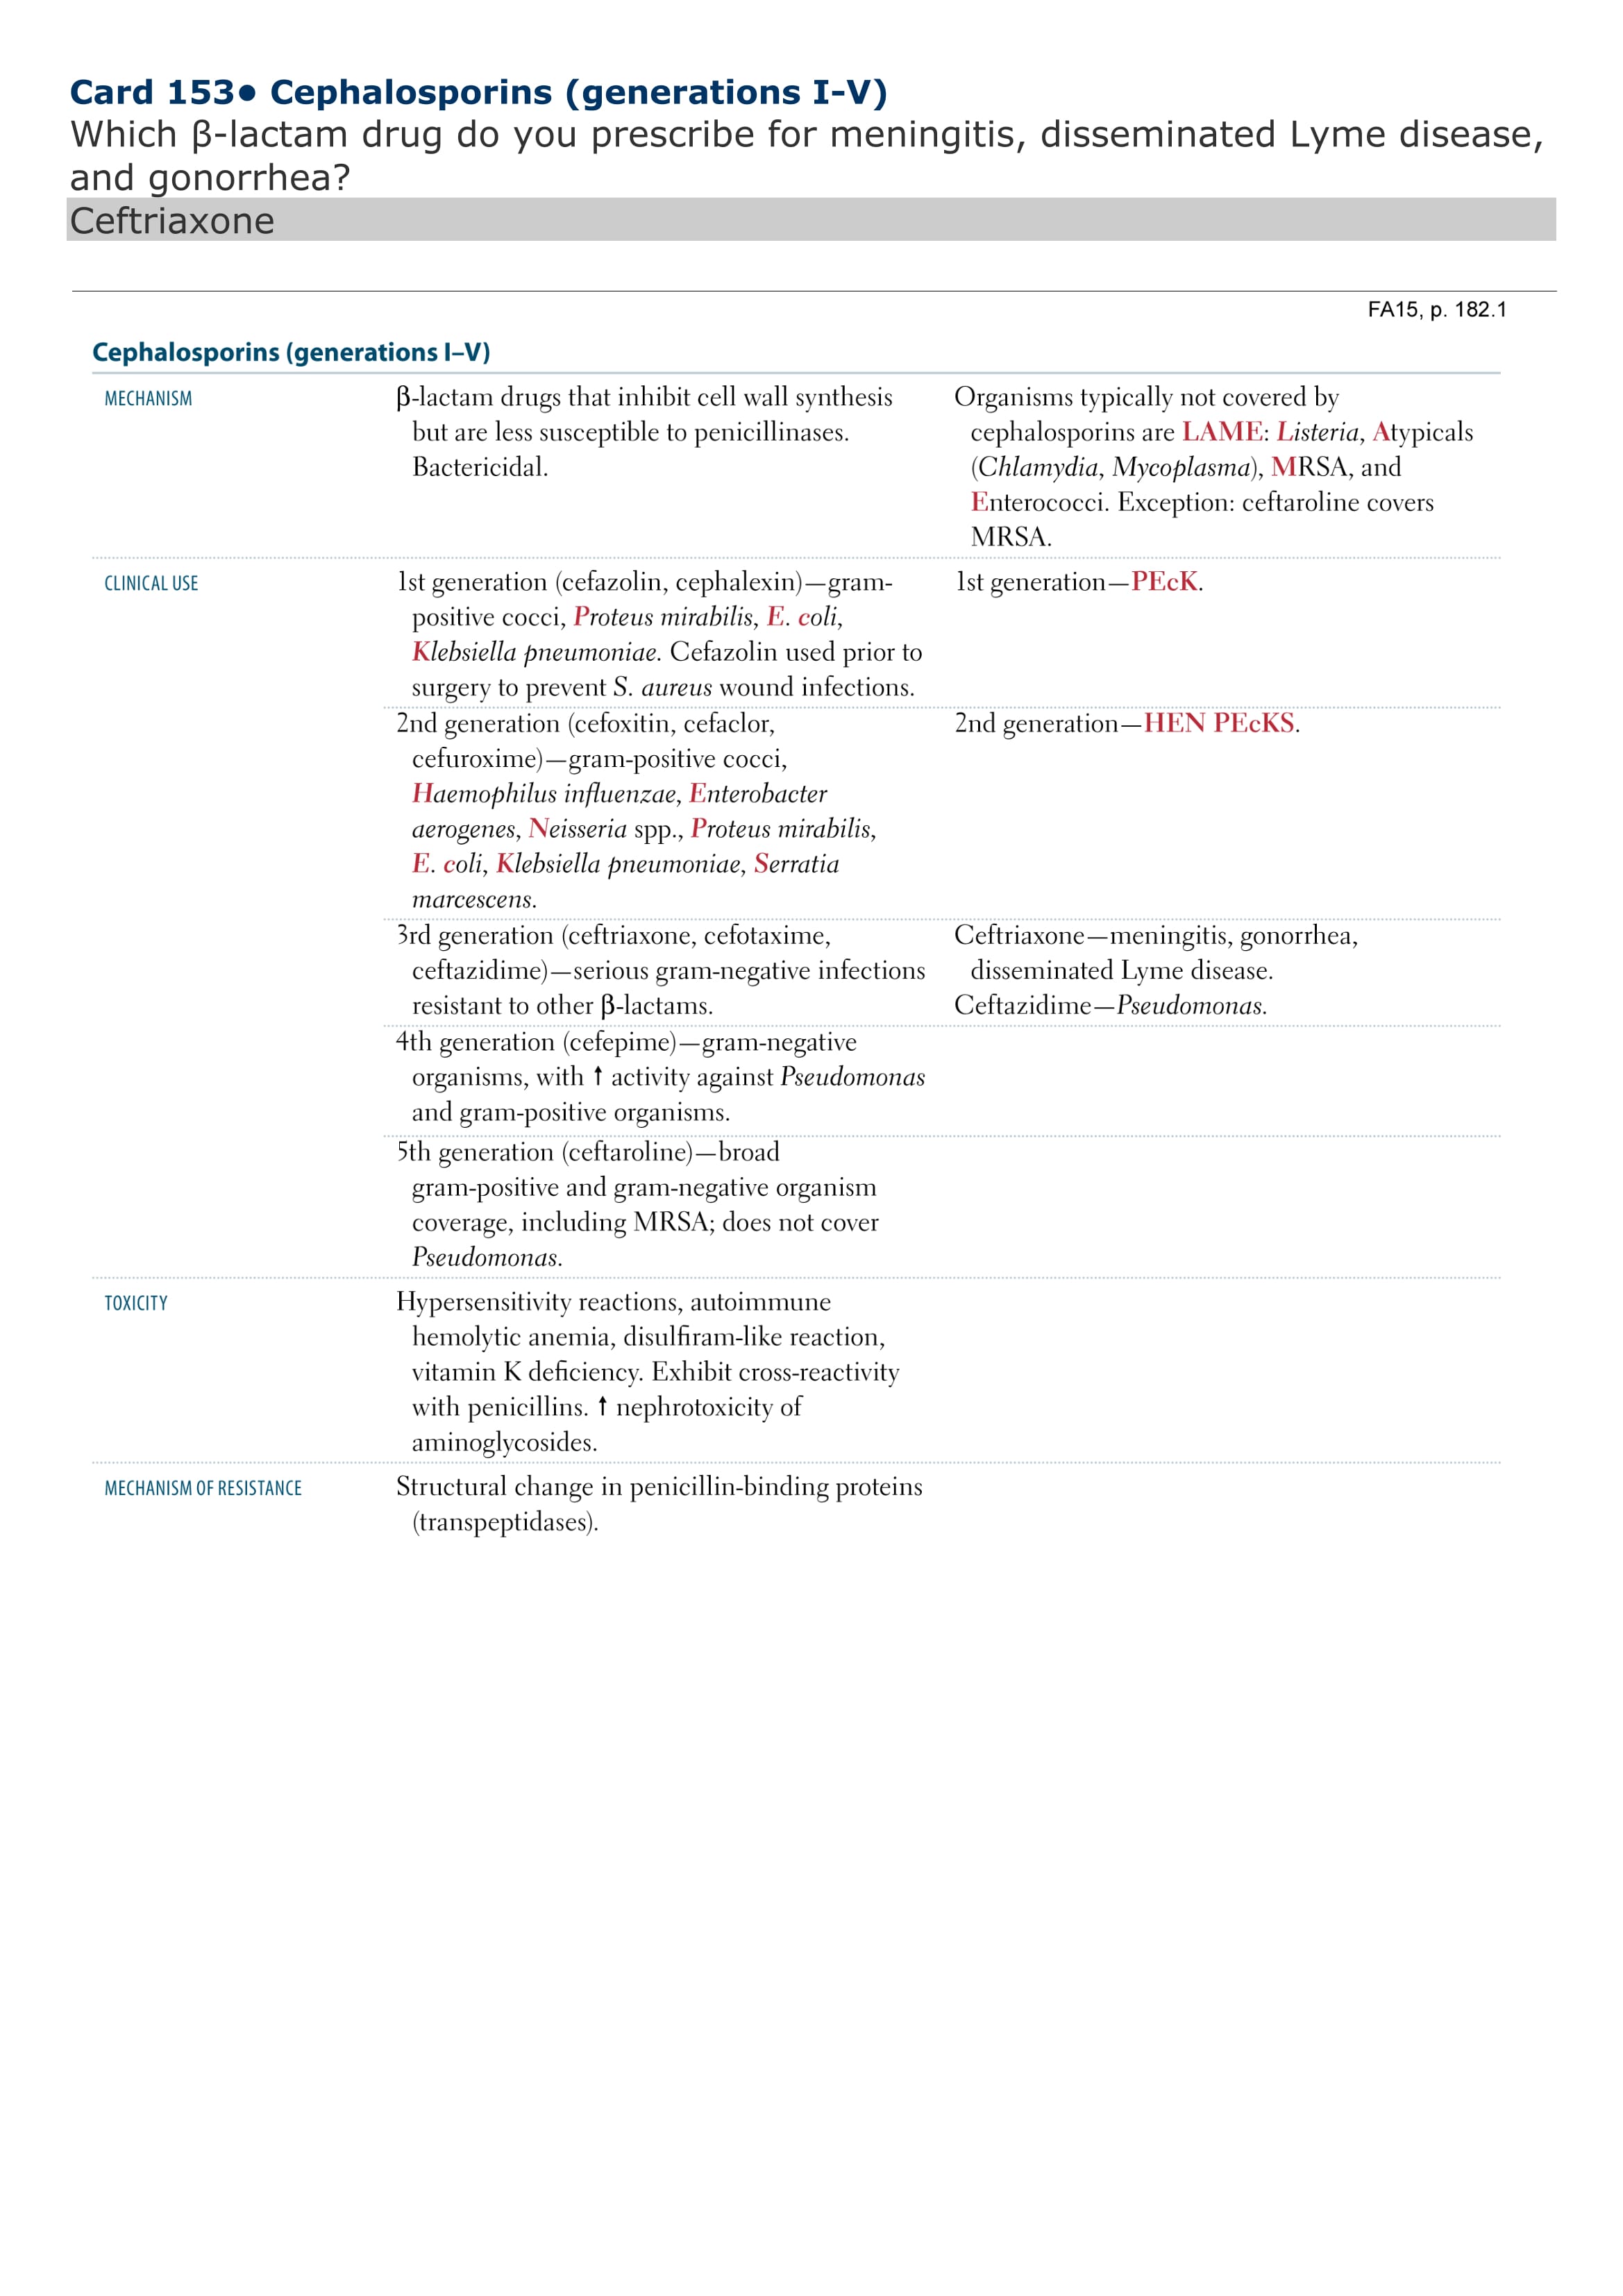 Card 153• Cephalosporins (generations I-V)
Which β-lactam drug do you prescribe for meningitis, disseminated Lyme disease,
and gonorrhea?
Ceftriaxone
FA15, p. 182.1
Cephalosporins (generations I–V)
MECHANISM
β-lactam drugs that inhibit cell wall synthesis
but are less susceptible to penicillinases.
Bactericidal.
Organisms typically not covered by
cephalosporins are LAME: Listeria, Atypicals
(Chlamydia, Mycoplasma), MRSA, and
Enterococci. Exception: ceftaroline covers
MRSA.
CLINICAL USE
1st generation (cefazolin, cephalexin)—gram-
positive cocci, Proteus mirabilis, E. coli,
Klebsiella pneumoniae. Cefazolin used prior to
surgery to prevent S. aureus wound infections.
1st generation—PEcK.
2nd generation (cefoxitin, cefaclor,
cefuroxime)—gram-positive cocci,
Haemophilus influenzae, Enterobacter
aerogenes, Neisseria spp., Proteus mirabilis,
E. coli, Klebsiella pneumoniae, Serratia
marcescens.
2nd generation—HEN PEcKS.
3rd generation (ceftriaxone, cefotaxime,
ceftazidime)—serious gram-negative infections
resistant to other β-lactams.
Ceftriaxone—meningitis, gonorrhea,
disseminated Lyme disease.
Ceftazidime—Pseudomonas.
4th generation (cefepime)—gram-negative
organisms, with ↑ activity against Pseudomonas
and gram-positive organisms.
5th generation (ceftaroline)—broad
gram-positive and gram-negative organism
coverage, including MRSA; does not cover
Pseudomonas.
TOXICITY
Hypersensitivity reactions, autoimmune
hemolytic anemia, disulfiram-like reaction,
vitamin K deficiency. Exhibit cross-reactivity
with penicillins. ↑ nephrotoxicity of
aminoglycosides.
MECHANISM OF RESISTANCE
Structural change in penicillin-binding proteins
(transpeptidases).